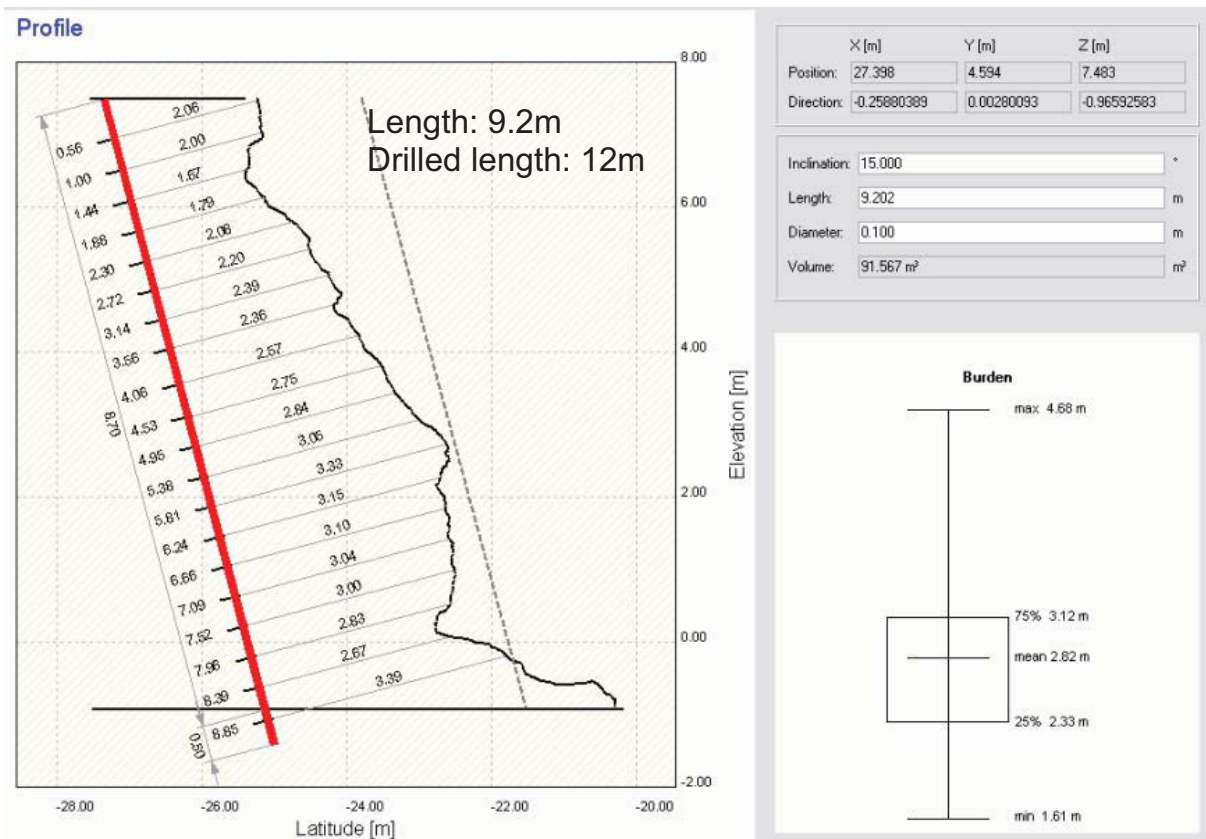 Profile
Length: 9.2m
Drilled length: 12m
0.56
1.00
1.44
1.88
2.30
2.72
3.14
3.56
4.06
4.53
4.95
5.38
5.81
6.24
6.66
7.09
7.52
7.96
8.39
8.85
8.70
0.50
2.06
2.00
1.67
1.79
2.08
2.20
2.39
2.36
2.57
2.75
2.84
3.06
3.33
3.15
3.10
3.04
3.00
2.83
2.67
3.39
8.00
6.00
4.00
2.00
0.00
-2.00
Elevation [m]
-28.00 -26.00 -24.00 -22.00 -20.00
Latitude [m]
X [m] Y [m] Z [m]
Position: 27.398 4.594 7.483
Direction: -0.25880389 0.00280093 -0.96592583
Inclination: 15.000 °
Length: 9.202 m
Diameter: 0.100 m
Volume: 91.567 m³ m³
Burden
max 4.68 m
75% 3.12 m
mean 2.82 m
25% 2.33 m
min 1.61 m